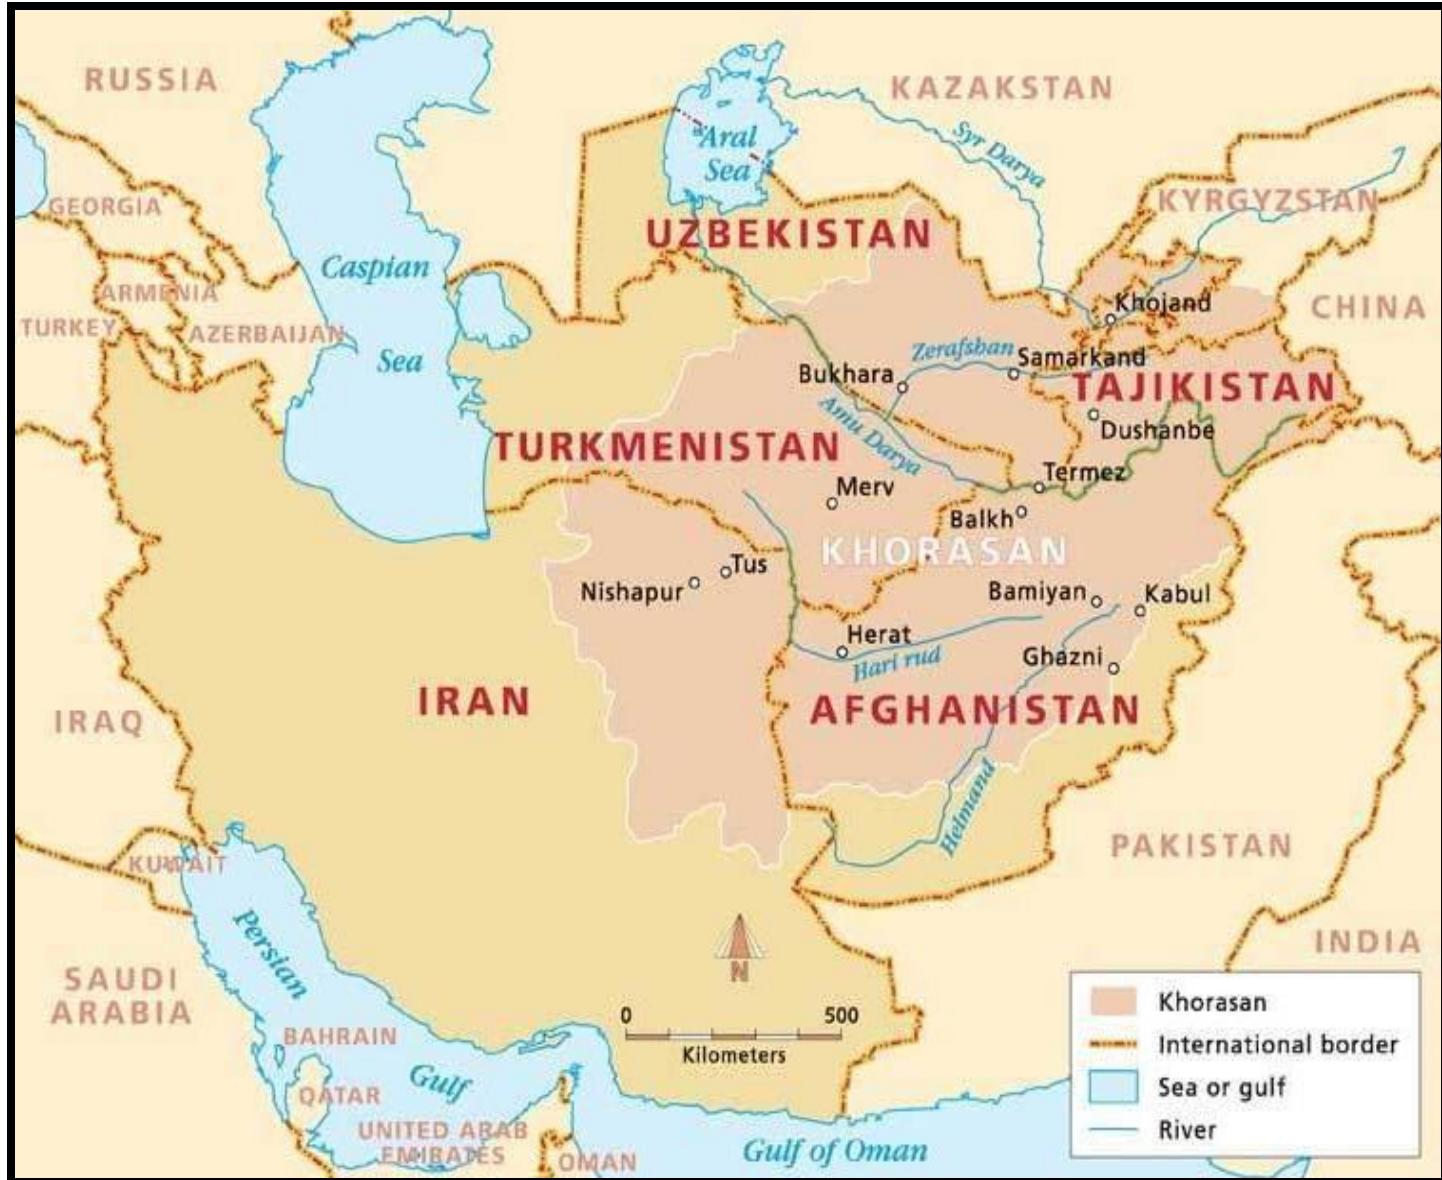 RUSSIA
KAZAKSTAN
Aral
Sea
Syr Darya
KYRGYZSTAN
GEORGIA
UZBEKISTAN
Caspian
Sea
ARMENIA
TURKEY
AZERBAIJAN
CHINA
Khojand
Zerafshan
Samarkand
Bukhara
TAJIKISTAN
Amu Darya
Dushanbe
TURKMENISTAN
Termez
Merv
Balkh
KHORASAN
Tus
Nishapur
Bamiyan
Kabul
Herat
Hari rud
Ghazni
IRAN
AFGHANISTAN
IRAQ
Helmand
PAKISTAN
KUWAIT
Persian
Gulf
INDIA
SAUDI
ARABIA
N
0 500
Kilometers
BAHRAIN
QATAR
UNITED ARAB
EMIRATES
OMAN
Gulf of Oman
Khorasan
International border
Sea or gulf
River